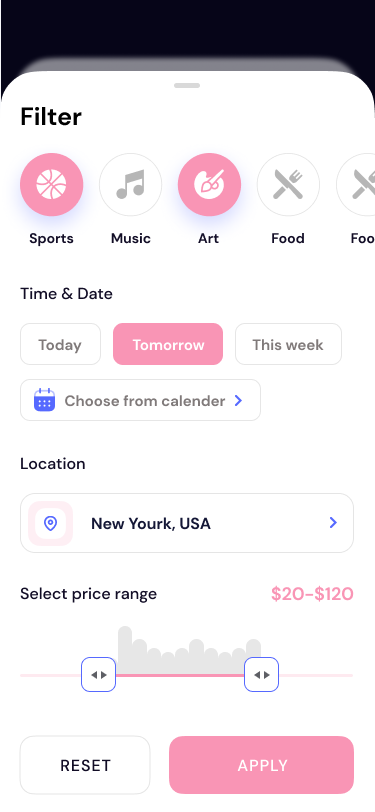 Filter
Sports Music Art Food Foo
Time & Date
Today Tomorrow This week
Choose from calender
Location
New Yourk, USA
Select price range $20-$120
RESET APPLY